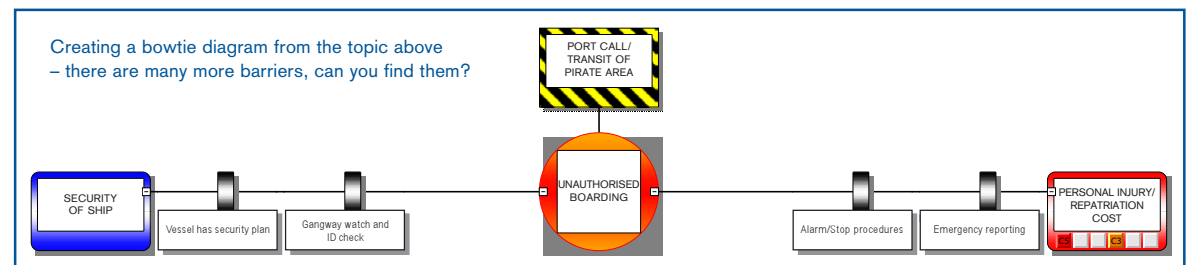 Creating a bowtie diagram from the topic above
– there are many more barriers, can you find them?
PORT CALL/
TRANSIT OF
PIRATE AREA
SECURITY
OF SHIP
Vessel has security plan
Gangway watch and
ID check
UNAUTHORISED
BOARDING
Alarm/Stop procedures
Emergency reporting
PERSONAL INJURY/
REPATRIATION
COST
C5
C3